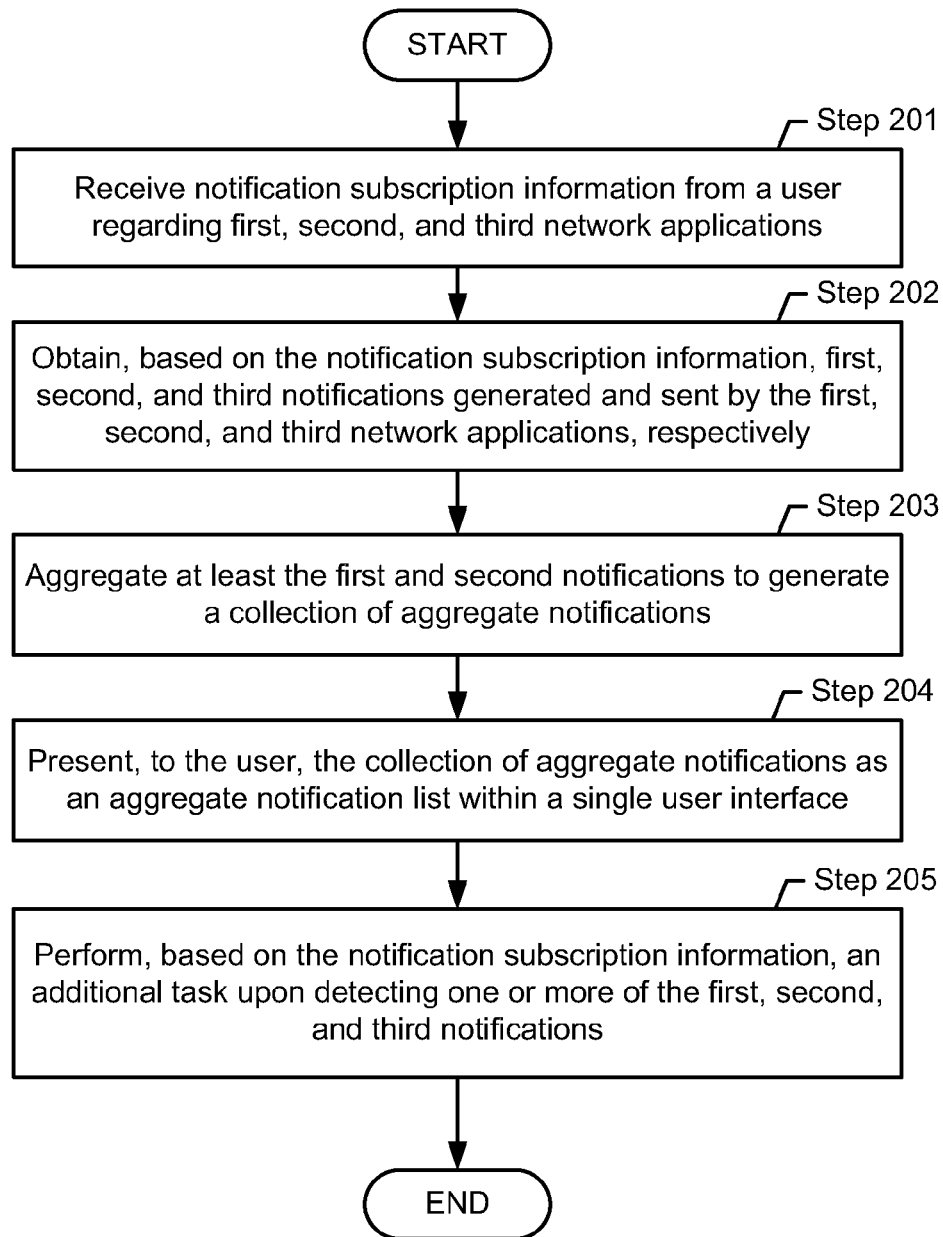 START
Step 201
Receive notification subscription information from a user
regarding first, second, and third network applications
Step 202
Obtain, based on the notification subscription information, first,
second, and third notifications generated and sent by the first,
second, and third network applications, respectively
Step 203
Aggregate at least the first and second notifications to generate
a collection of aggregate notifications
Step 204
Present, to the user, the collection of aggregate notifications as
an aggregate notification list within a single user interface
Step 205
Perform, based on the notification subscription information, an
additional task upon detecting one or more of the first, second,
and third notifications
END